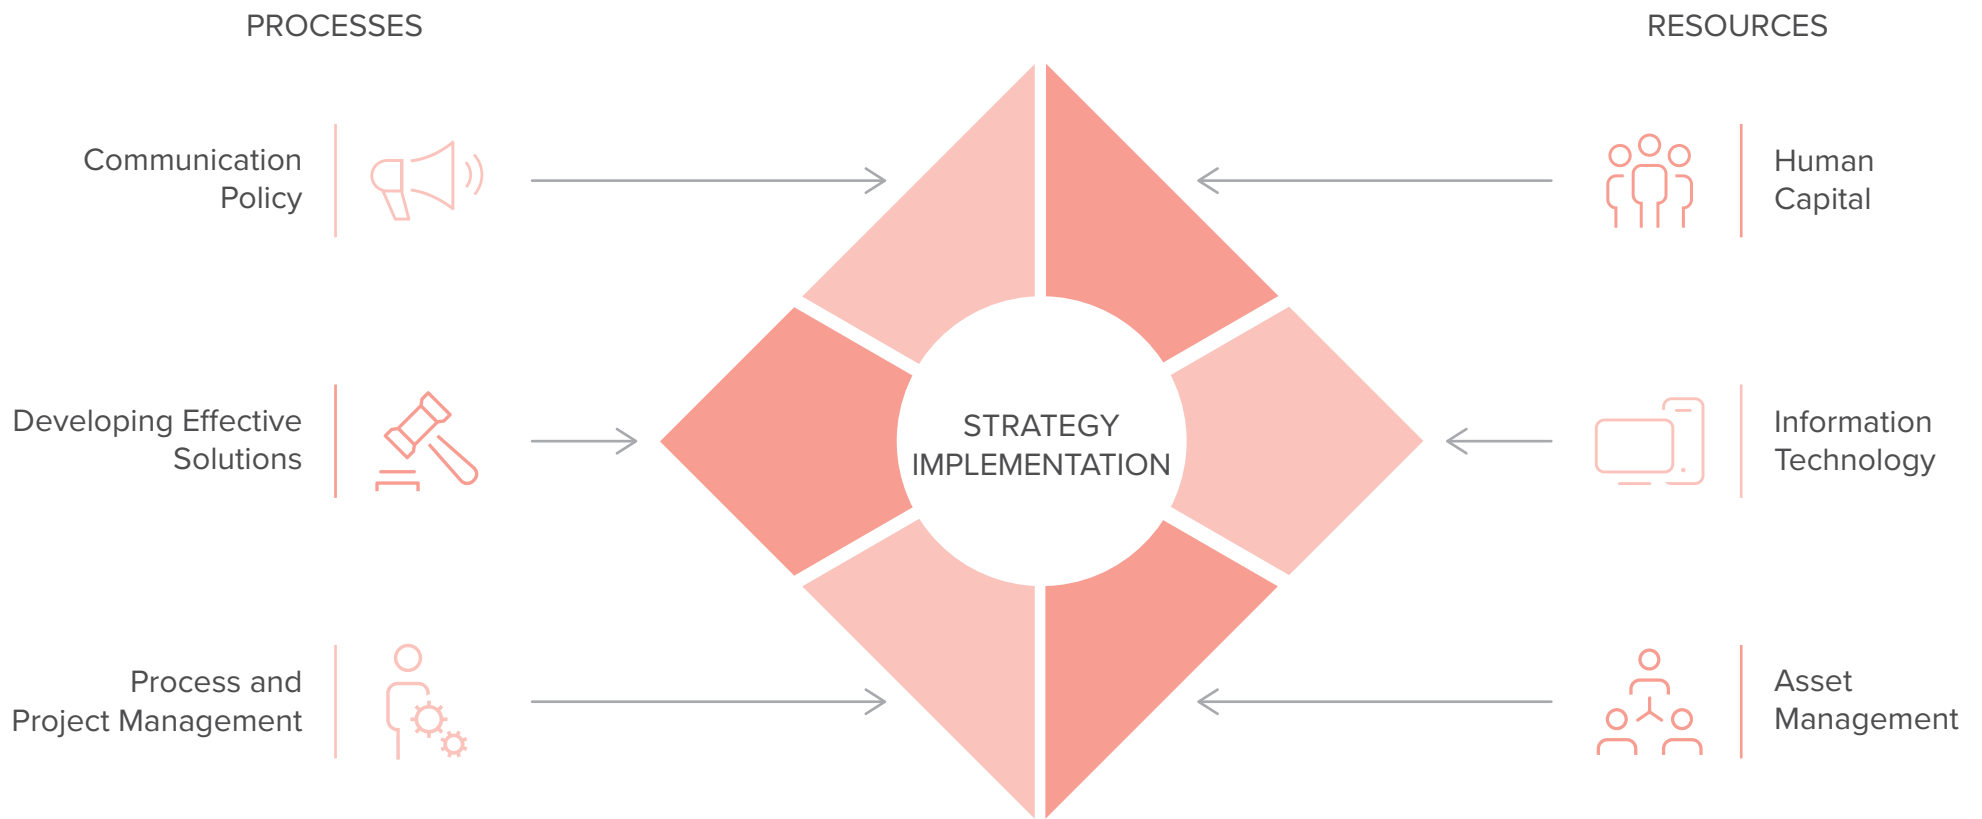 PROCESSES
Communication
Policy
Developing Effective
Solutions
Process and
Project Management
STRATEGY
IMPLEMENTATION
RESOURCES
Human
Capital
Information
Technology
Asset
Management